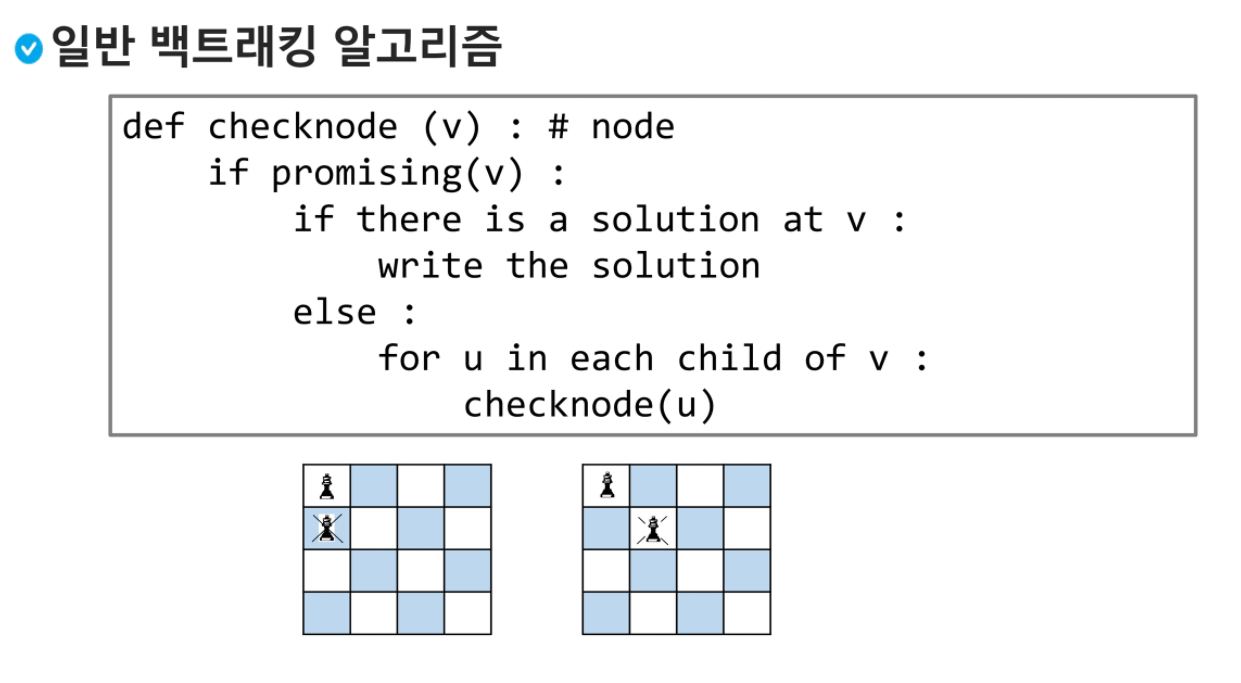 일반 백트래킹 알고리즘
def checknode (v) : # node
    if promising(v) :
        if there is a solution at v :
            write the solution
        else :
            for u in each child of v :
                checknode(u)